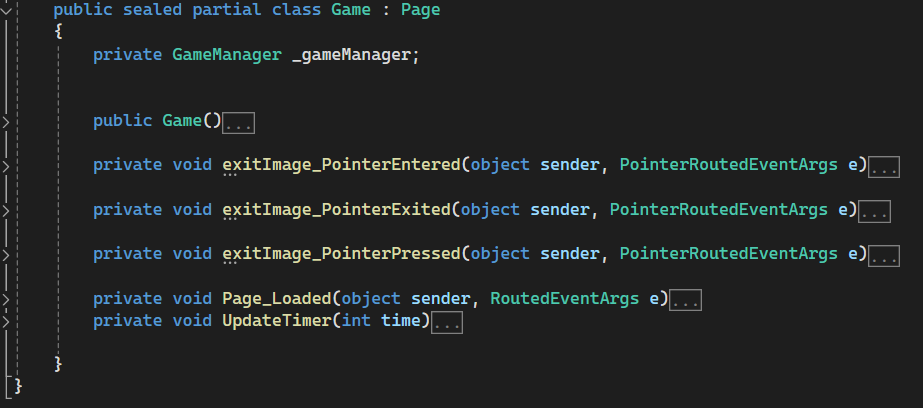 public sealed partial class Game : Page
{
private GameManager _gameManager;
public Game()...
private void exitImage_PointerEntered(object sender, PointerRoutedEventArgs e)...
private void exitImage_PointerExited(object sender, PointerRoutedEventArgs e)...
private void exitImage_PointerPressed(object sender, PointerRoutedEventArgs e)...
private void Page_Loaded(object sender, RoutedEventArgs e)...
private void UpdateTimer(int time)...
}
}